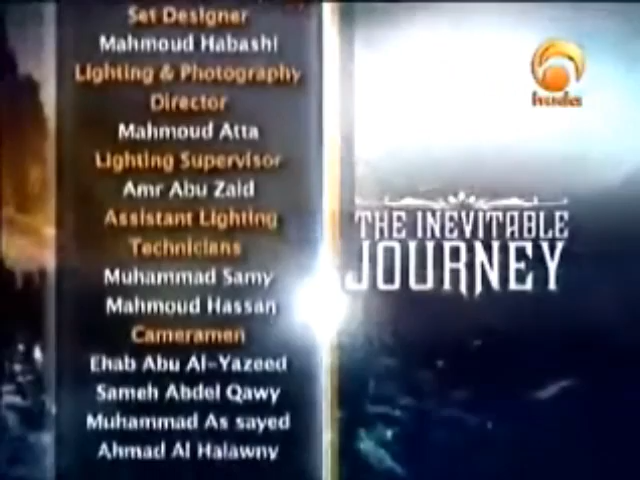 Set Designer
Mahmoud Habashi
Lighting & Photography
Director
Mahmoud Atta
Lighting Supervisor
Amr Abu Zaid
Assistant Lighting
Technicians
Muhammad Samy
Mahmoud Hassan
Cameramen
Ehab Abu Al-Yazeed
Sameh Abdel Qawy
Muhammad As sayed
Ahmad Al Halawny
huda
THE INEVITABLE
JOURNEY